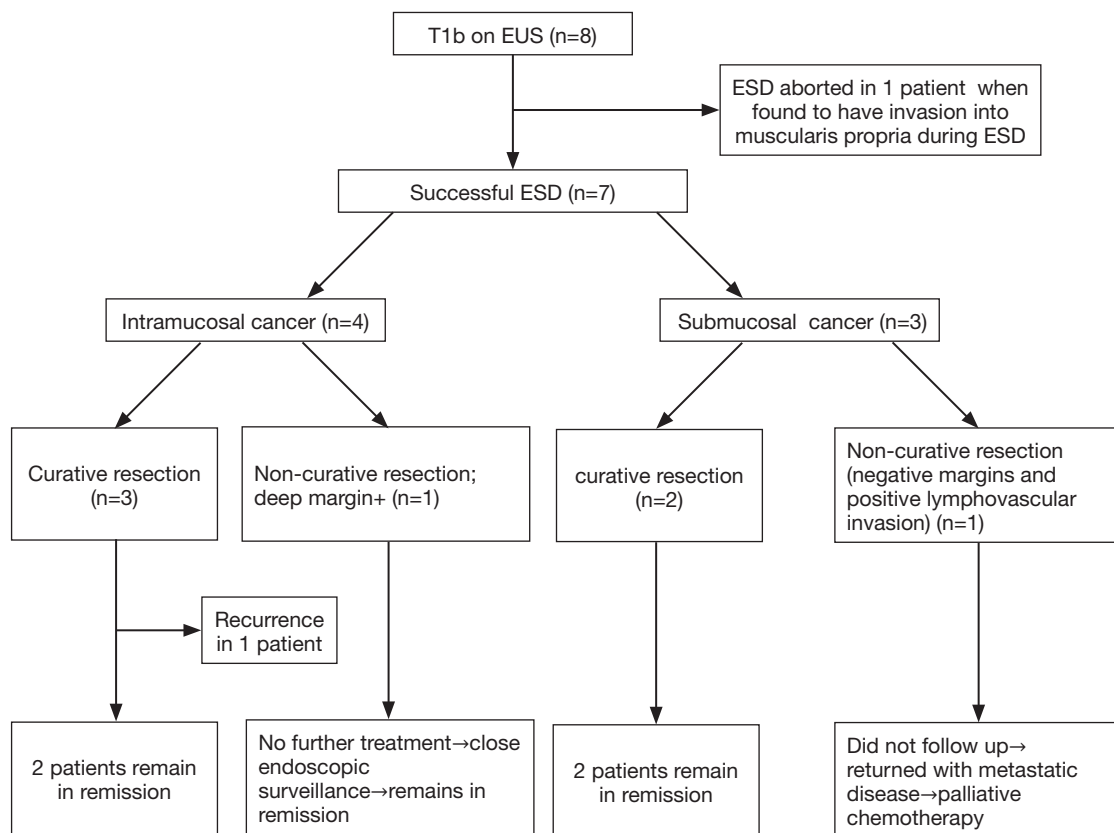 T1b on EUS (n=8)
ESD aborted in 1 patient when
found to have invasion into
muscularis propria during ESD
Successful ESD (n=7)
Intramucosal cancer (n=4)
Submucosal cancer (n=3)
Curative resection
(n=3)
Non-curative resection;
deep margin+ (n=1)
curative resection
(n=2)
Non-curative resection
(negative margins and
positive lymphovascular
invasion) (n=1)
Recurrence
in 1 patient
2 patients remain
in remission
No further treatment→close
endoscopic
surveillance→remains in
remission
2 patients remain
in remission
Did not follow up→
returned with metastatic
disease→palliative
chemotherapy